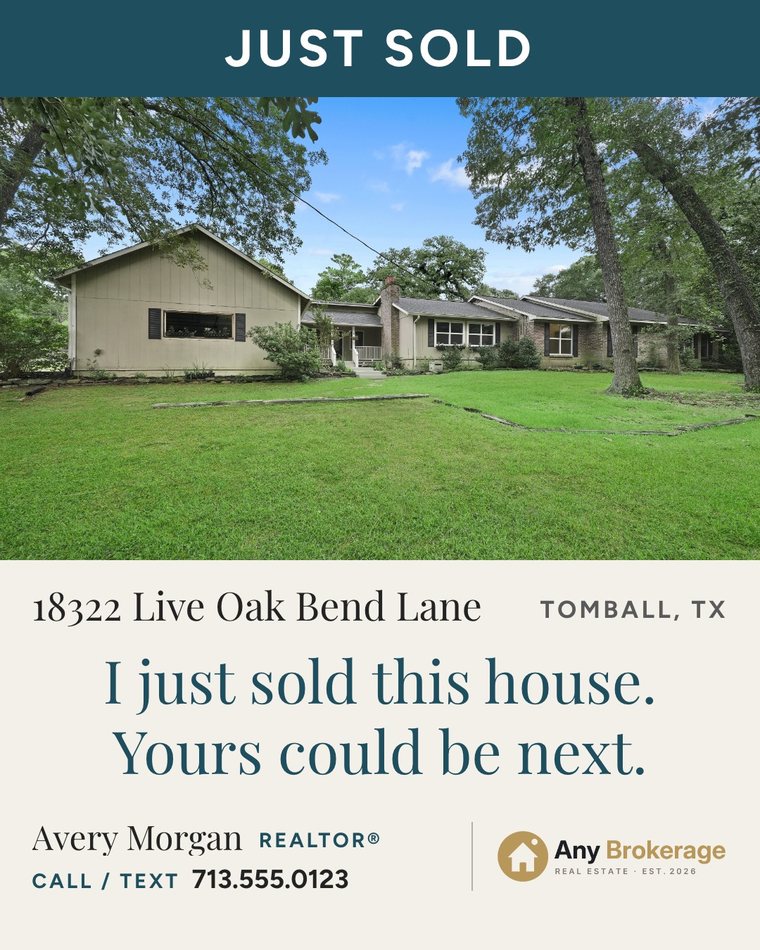 JUST SOLD
18322 Live Oak Bend Lane
TOMBALL, TX
I just sold this house.
Yours could be next.
Avery Morgan REALTOR®
CALL / TEXT 713.555.0123
Any Brokerage
REAL ESTATE · EST. 2026